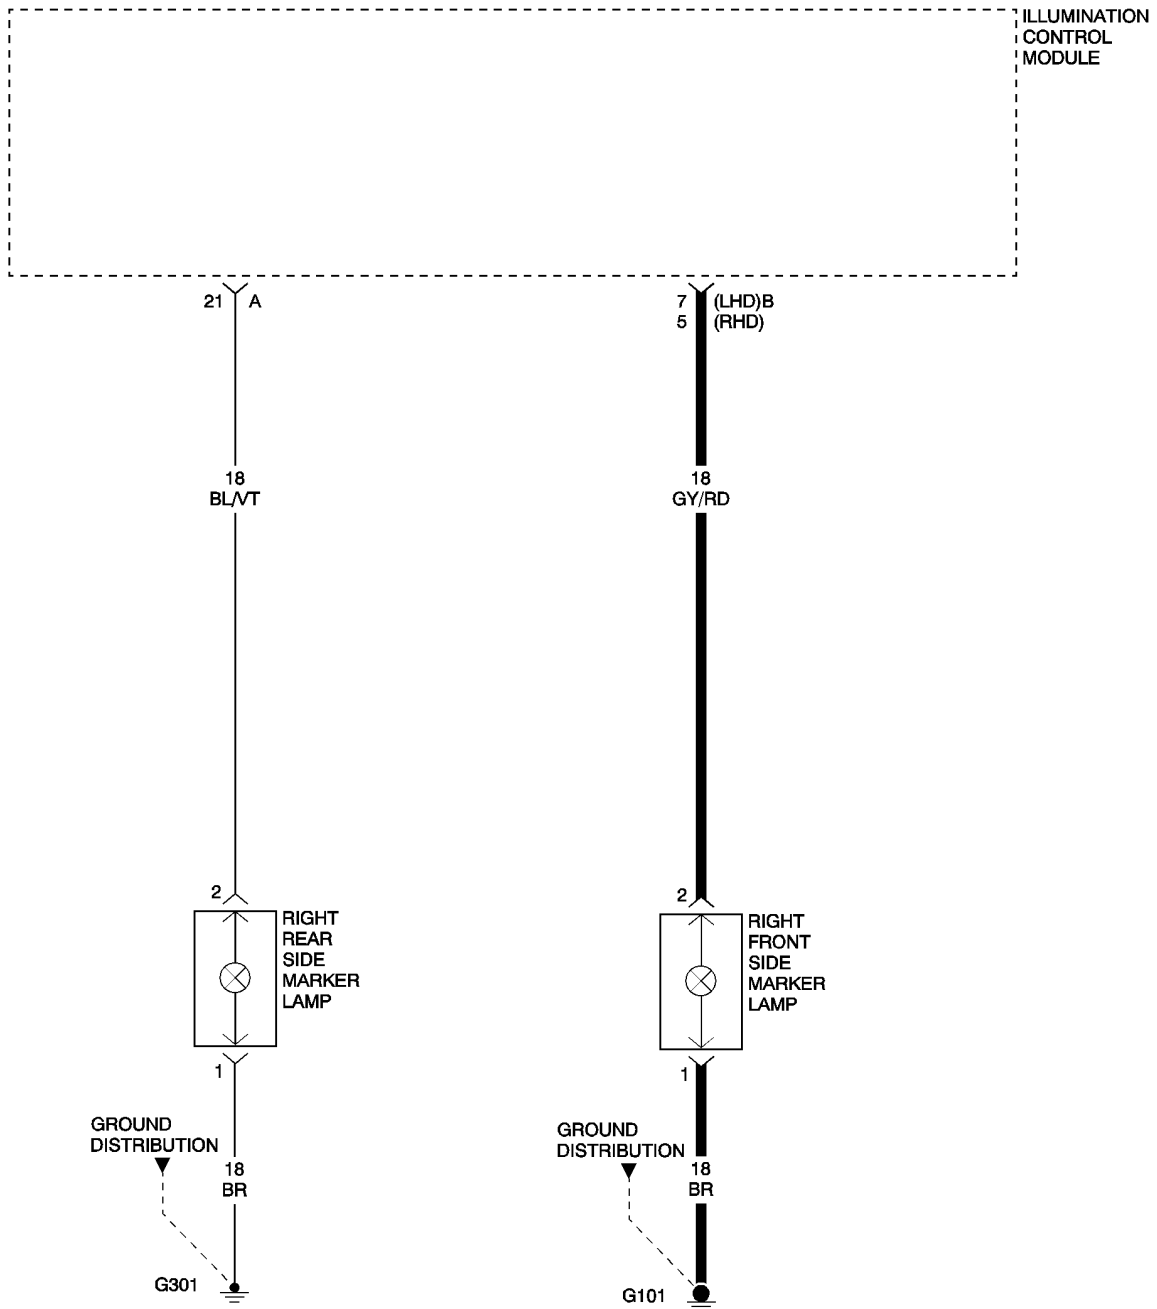 ILLUMINATION
CONTROL
MODULE
21 A
7 (LHD)B
5 (RHD)
18
BL/VT
18
GY/RD
2
RIGHT
REAR
SIDE
MARKER
LAMP
2
RIGHT
FRONT
SIDE
MARKER
LAMP
1
1
GROUND
DISTRIBUTION
18
BR
GROUND
DISTRIBUTION
18
BR
G301
G101